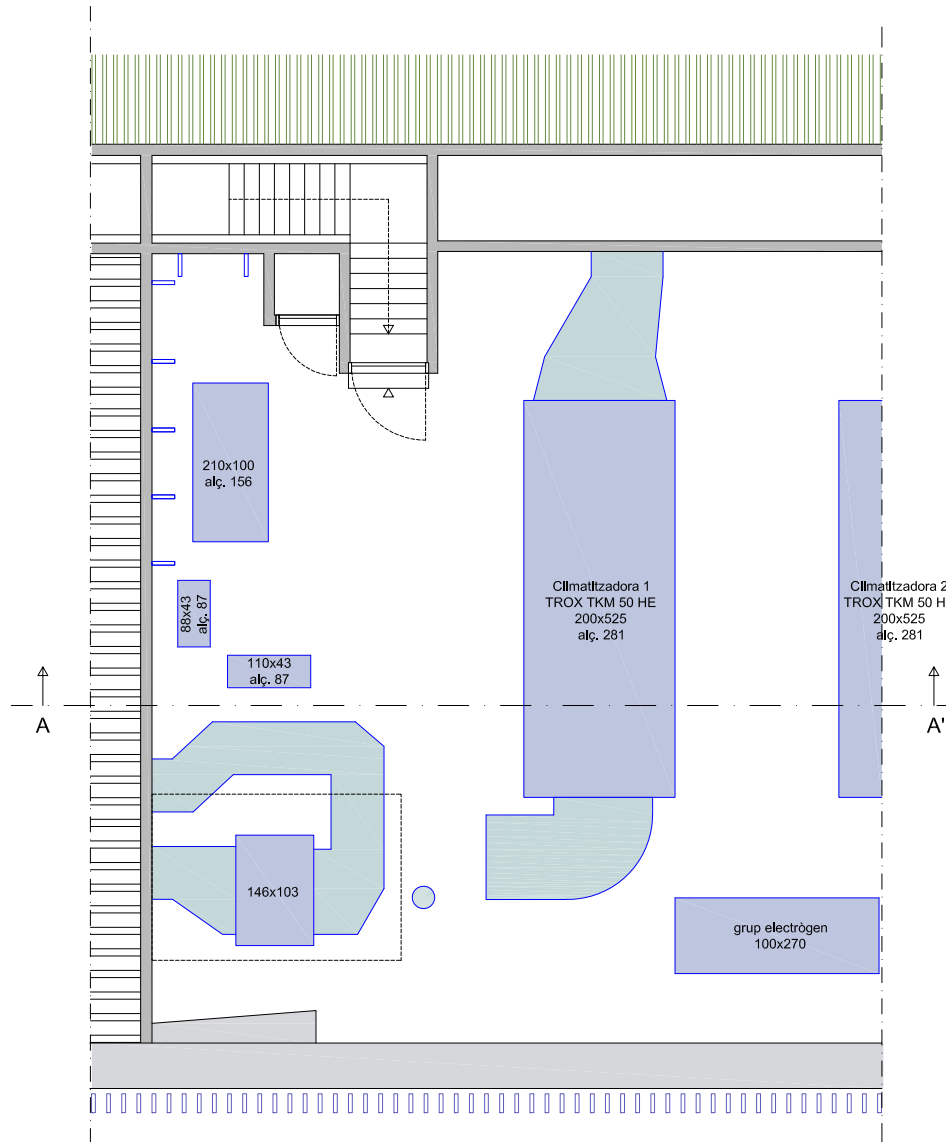 210x100
alç. 156
88x43
alç. 87
110x43
alç. 87
Climatitzadora 1
TROX TKM 50 HE
200x525
alç. 281
Climatitzadora 2
TROX TKM 50 H
200x525
alç. 281
A
A'
146x103
grup electrògen
100x270